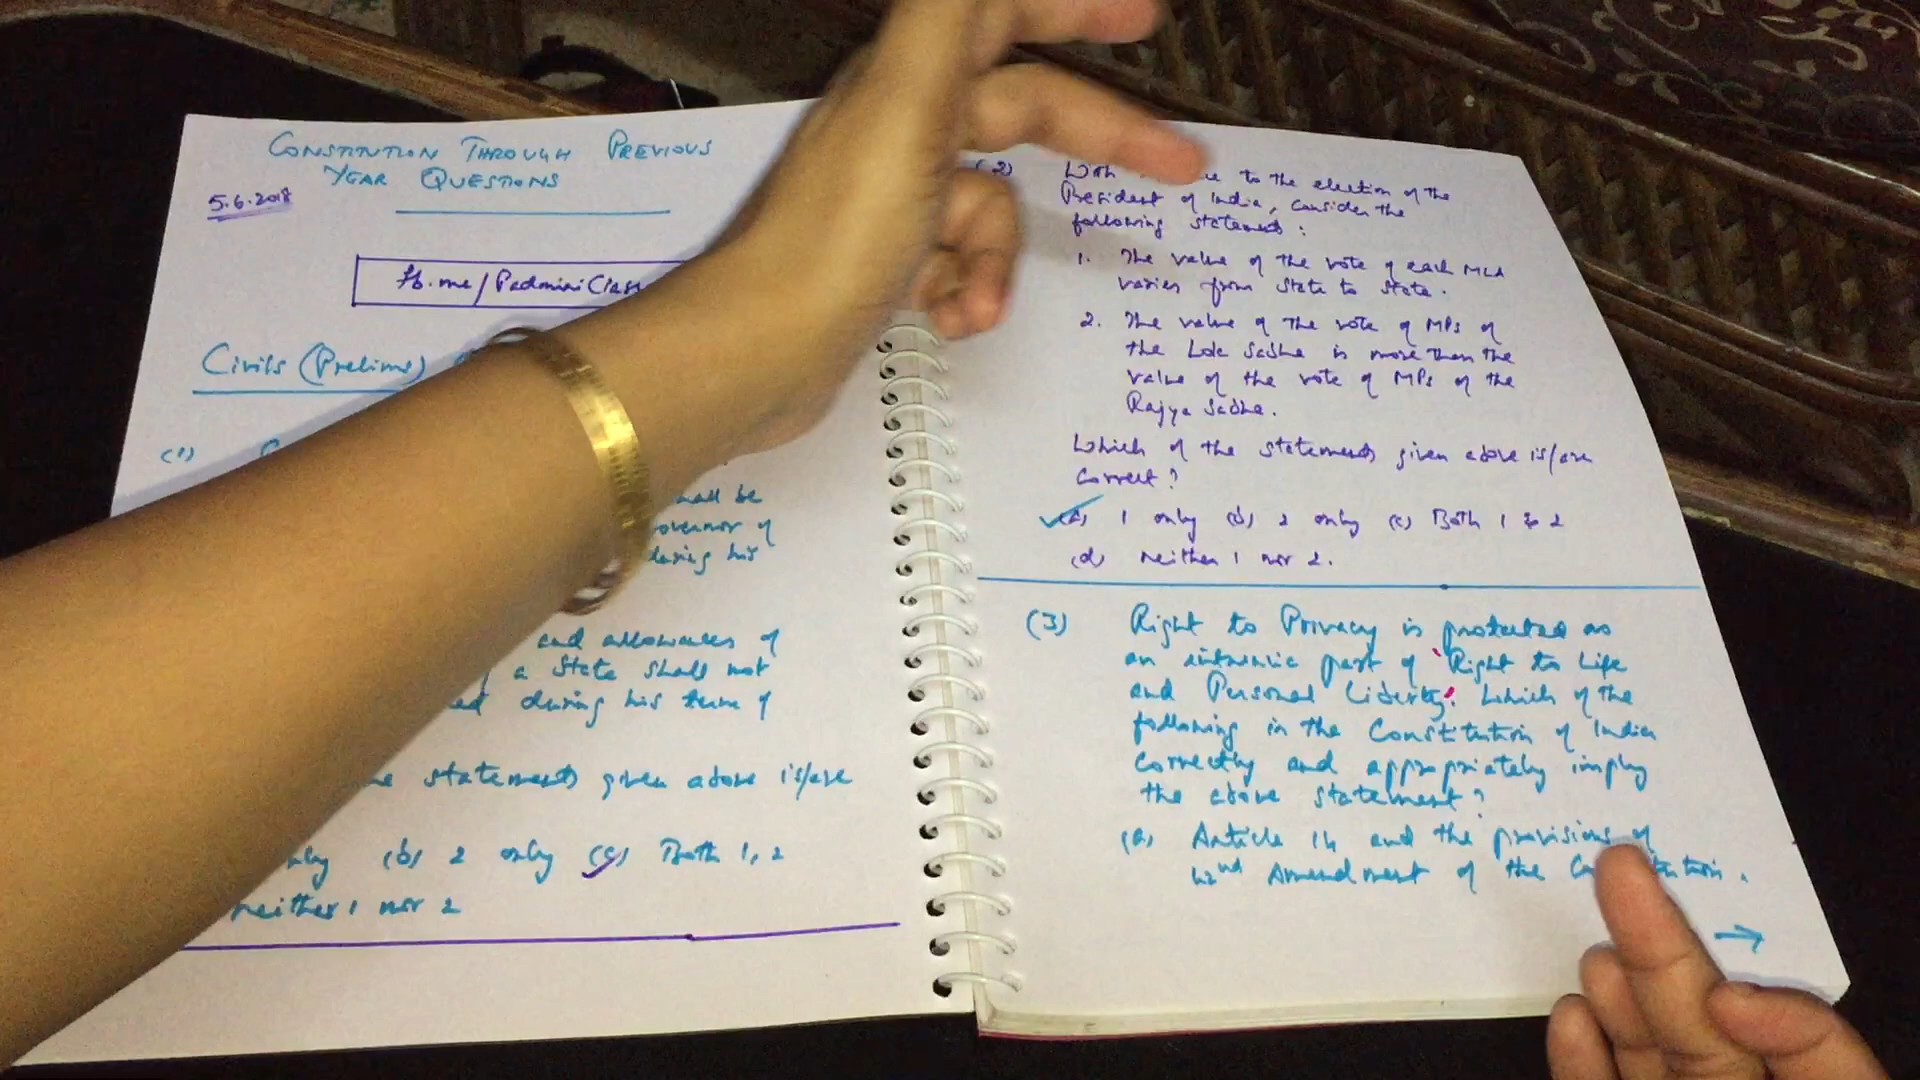 CONSTITUTION THROUGH PREVIOUS
YEAR QUESTIONS
5.6.2018
fb.me/PadminiClass
Civils (Prelims)
(1)
shall be
Governor of
during his
and allowances of
a State shall not
during his term of
statements given above is/are
(b) 2 only (c) Both 1, 2
neither 1 nor 2
(2) With to the election of the
President of India, consider the
following statements :
1. The value of the vote of each MLA
varies from state to state.
2. The value of the vote of MPs of
the Lok Sabha is more than the
value of the vote of MPs of the
Rajya Sabha.
Which of the statements given above is/are
correct?
(a) 1 only (b) 2 only (c) Both 1 & 2
(d) neither 1 nor 2.
(3) Right to Privacy is protected as
an intrinsic part of 'Right to Life
and Personal Liberty'. Which of the
following in the Constitution of India
correctly and appropriately imply
the above statement?
(a) Article 14 and the provisions of
42nd Amendment of the Constitution.